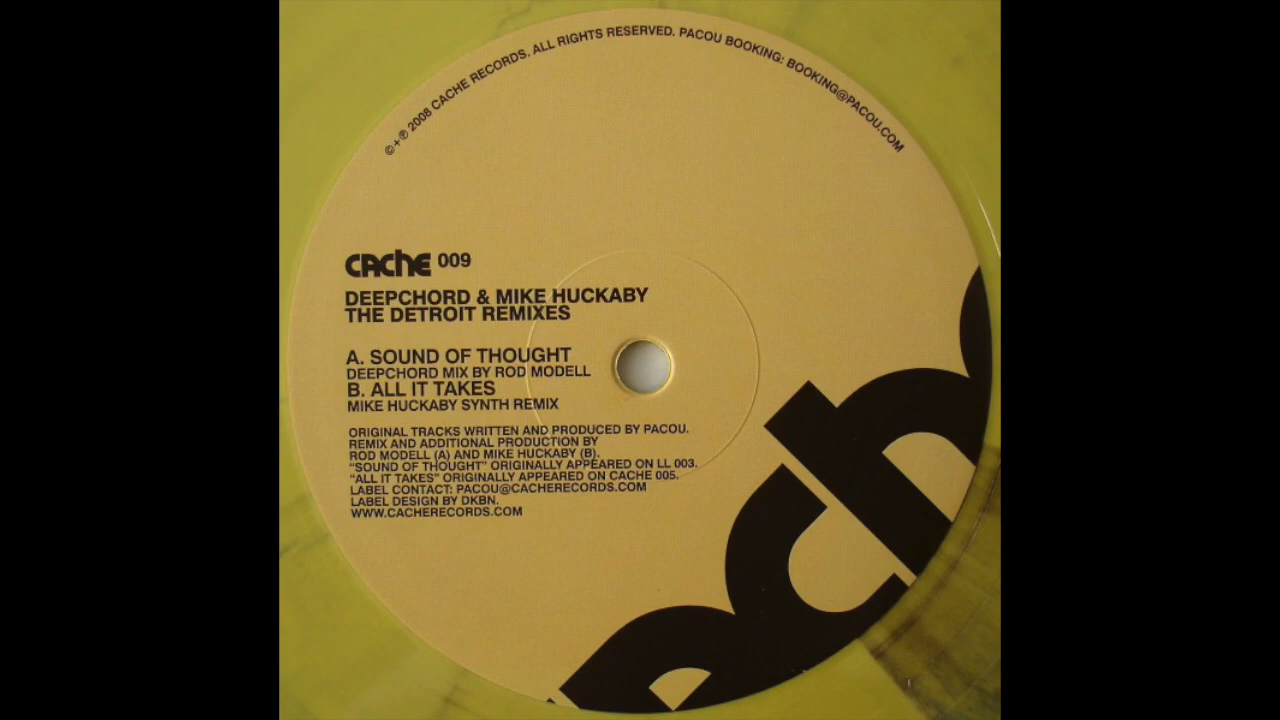 ©+℗ 2008 CACHE RECORDS. ALL RIGHTS RESERVED. PACOU BOOKING: BOOKING@PACOU.COM
CACHE 009
DEEPCHORD & MIKE HUCKABY
THE DETROIT REMIXES
A. SOUND OF THOUGHT
DEEPCHORD MIX BY ROD MODELL
B. ALL IT TAKES
MIKE HUCKABY SYNTH REMIX
ORIGINAL TRACKS WRITTEN AND PRODUCED BY PACOU.
REMIX AND ADDITIONAL PRODUCTION BY
ROD MODELL (A) AND MIKE HUCKABY (B).
“SOUND OF THOUGHT” ORIGINALLY APPEARED ON LL 003.
“ALL IT TAKES” ORIGINALLY APPEARED ON CACHE 005.
LABEL CONTACT: PACOU@CACHERECORDS.COM
LABEL DESIGN BY DKBN.
WWW.CACHERECORDS.COM